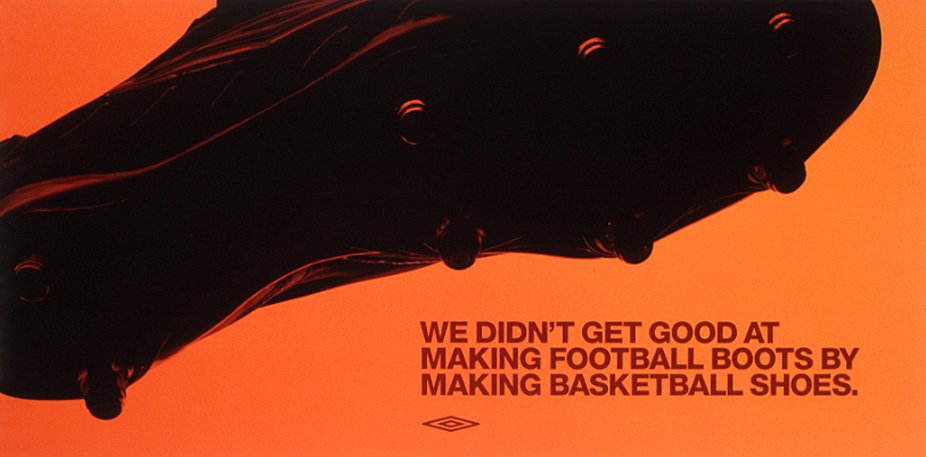 WE DIDN'T GET GOOD AT
MAKING FOOTBALL BOOTS BY
MAKING BASKETBALL SHOES.